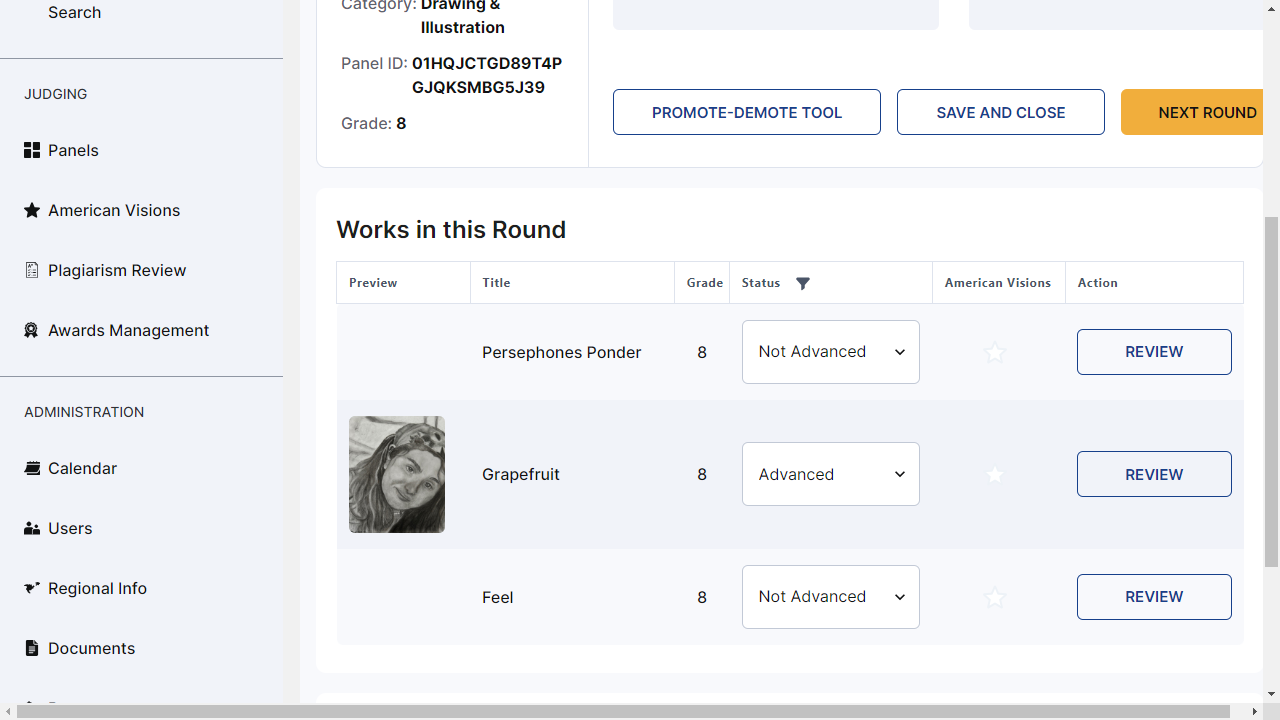 Search
JUDGING
Panels
American Visions
Plagiarism Review
Awards Management
ADMINISTRATION
Calendar
Users
Regional Info
Documents
Category: Drawing &
Illustration
Panel ID: 01HQJCTGD89T4P
GJQKSMBG5J39
Grade: 8
PROMOTE-DEMOTE TOOL
SAVE AND CLOSE
NEXT ROUND
Works in this Round
Preview Title Grade Status American Visions Action
Persephones Ponder 8 Not Advanced REVIEW
Grapefruit 8 Advanced REVIEW
Feel 8 Not Advanced REVIEW